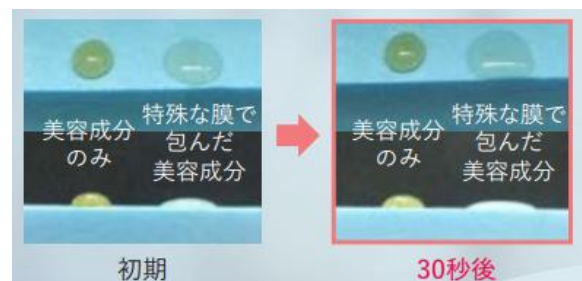 美容成分
のみ
特殊な膜で
包んだ
美容成分
美容成分
のみ
特殊な膜で
包んだ
美容成分
初期
30秒後